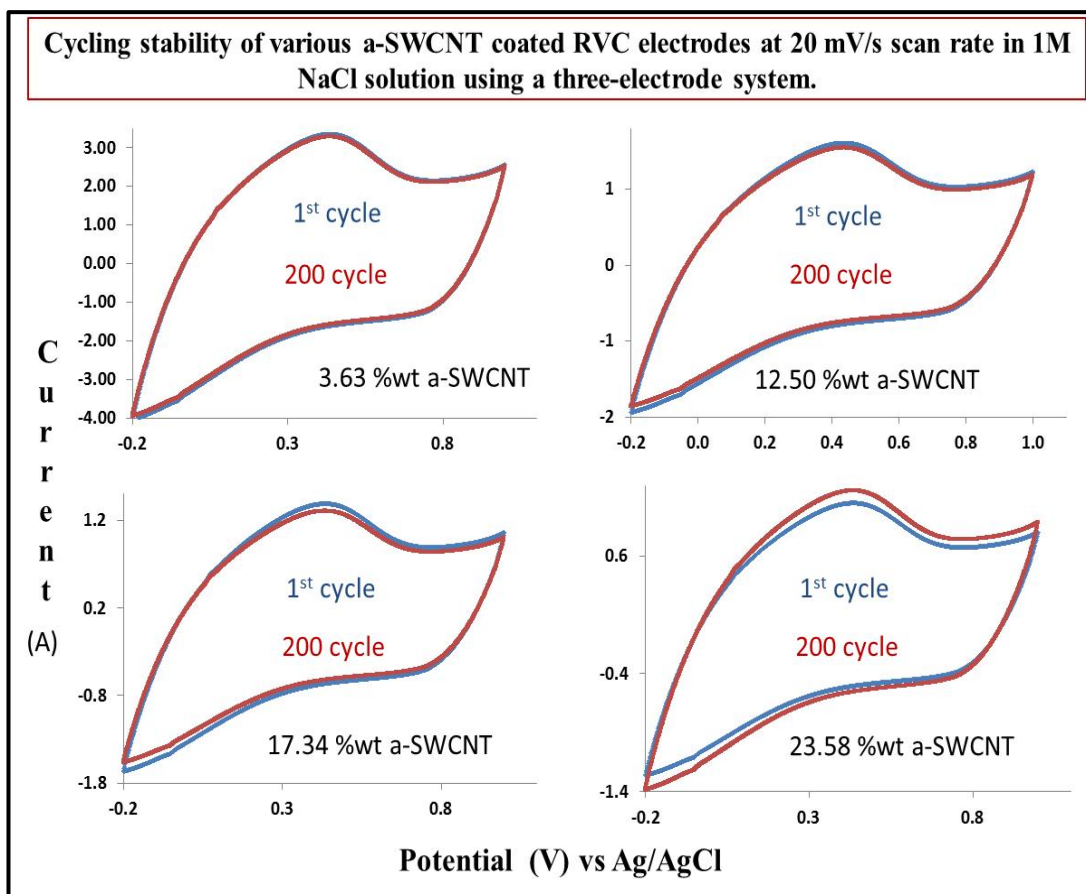 Cycling stability of various a-SWCNT coated RVC electrodes at 20 mV/s scan rate in 1M
NaCl solution using a three-electrode system.
Current
(A)
3.00
2.00
1.00
0.00
-1.00
-2.00
-3.00
-4.00
-0.2 0.3 0.8
1st cycle
200 cycle
3.63 %wt a-SWCNT
1
0
-1
-2
-0.2 0.0 0.2 0.4 0.6 0.8 1.0
1st cycle
200 cycle
12.50 %wt a-SWCNT
1.2
0.2
-0.8
-1.8
-0.2 0.3 0.8
1st cycle
200 cycle
17.34 %wt a-SWCNT
0.6
-0.4
-1.4
-0.2 0.3 0.8
1st cycle
200 cycle
23.58 %wt a-SWCNT
Potential (V) vs Ag/AgCl